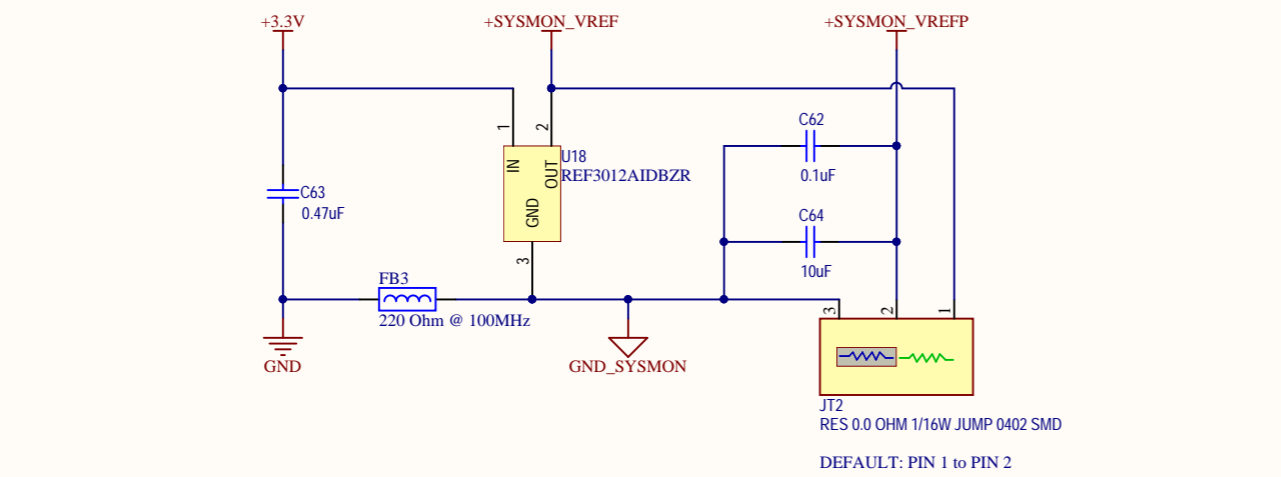 +3.3V
+SYSMON_VREF
+SYSMON_VREFP
1
2
IN
OUT
GND
3
U18
REF3012AIDBZR
C63
0.47uF
C62
0.1uF
C64
10uF
FB3
220 Ohm @ 100MHz
GND
GND_SYSMON
3
2
1
JT2
RES 0.0 OHM 1/16W JUMP 0402 SMD
DEFAULT: PIN 1 to PIN 2